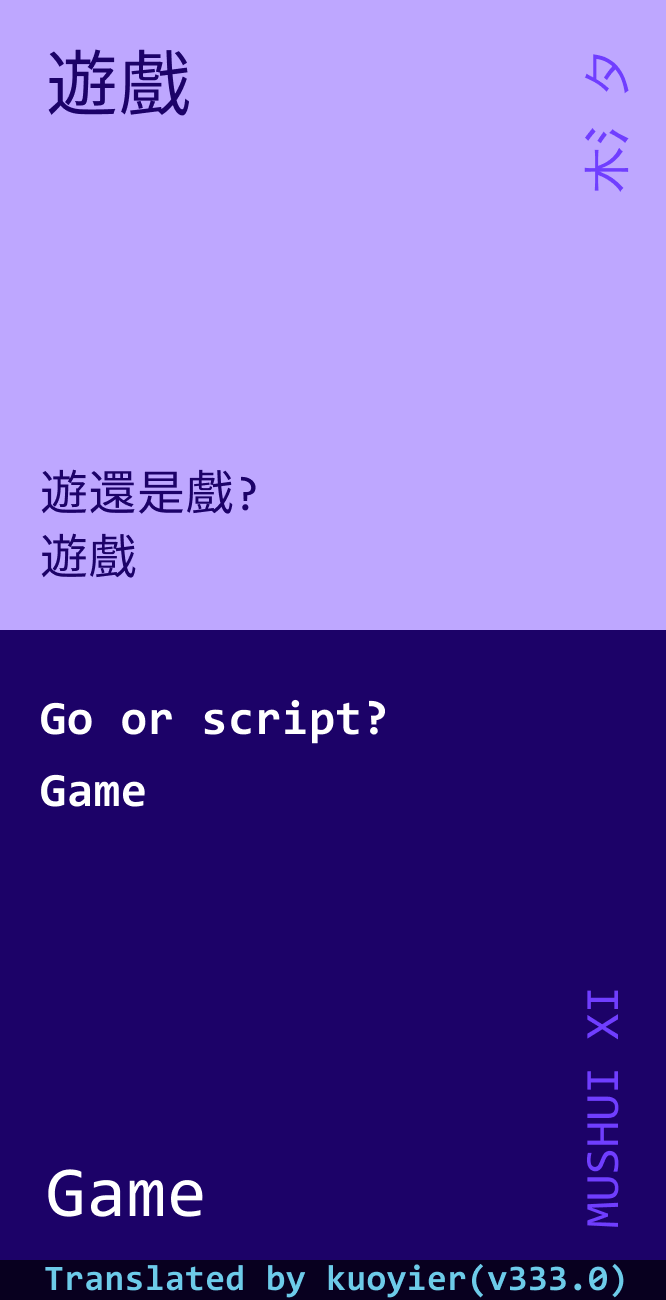 遊戲
木氵 夕
遊還是戲?
遊戲
Go or script?
Game
MUSHUI XI
Game
Translated by kuoyier(v333.0)